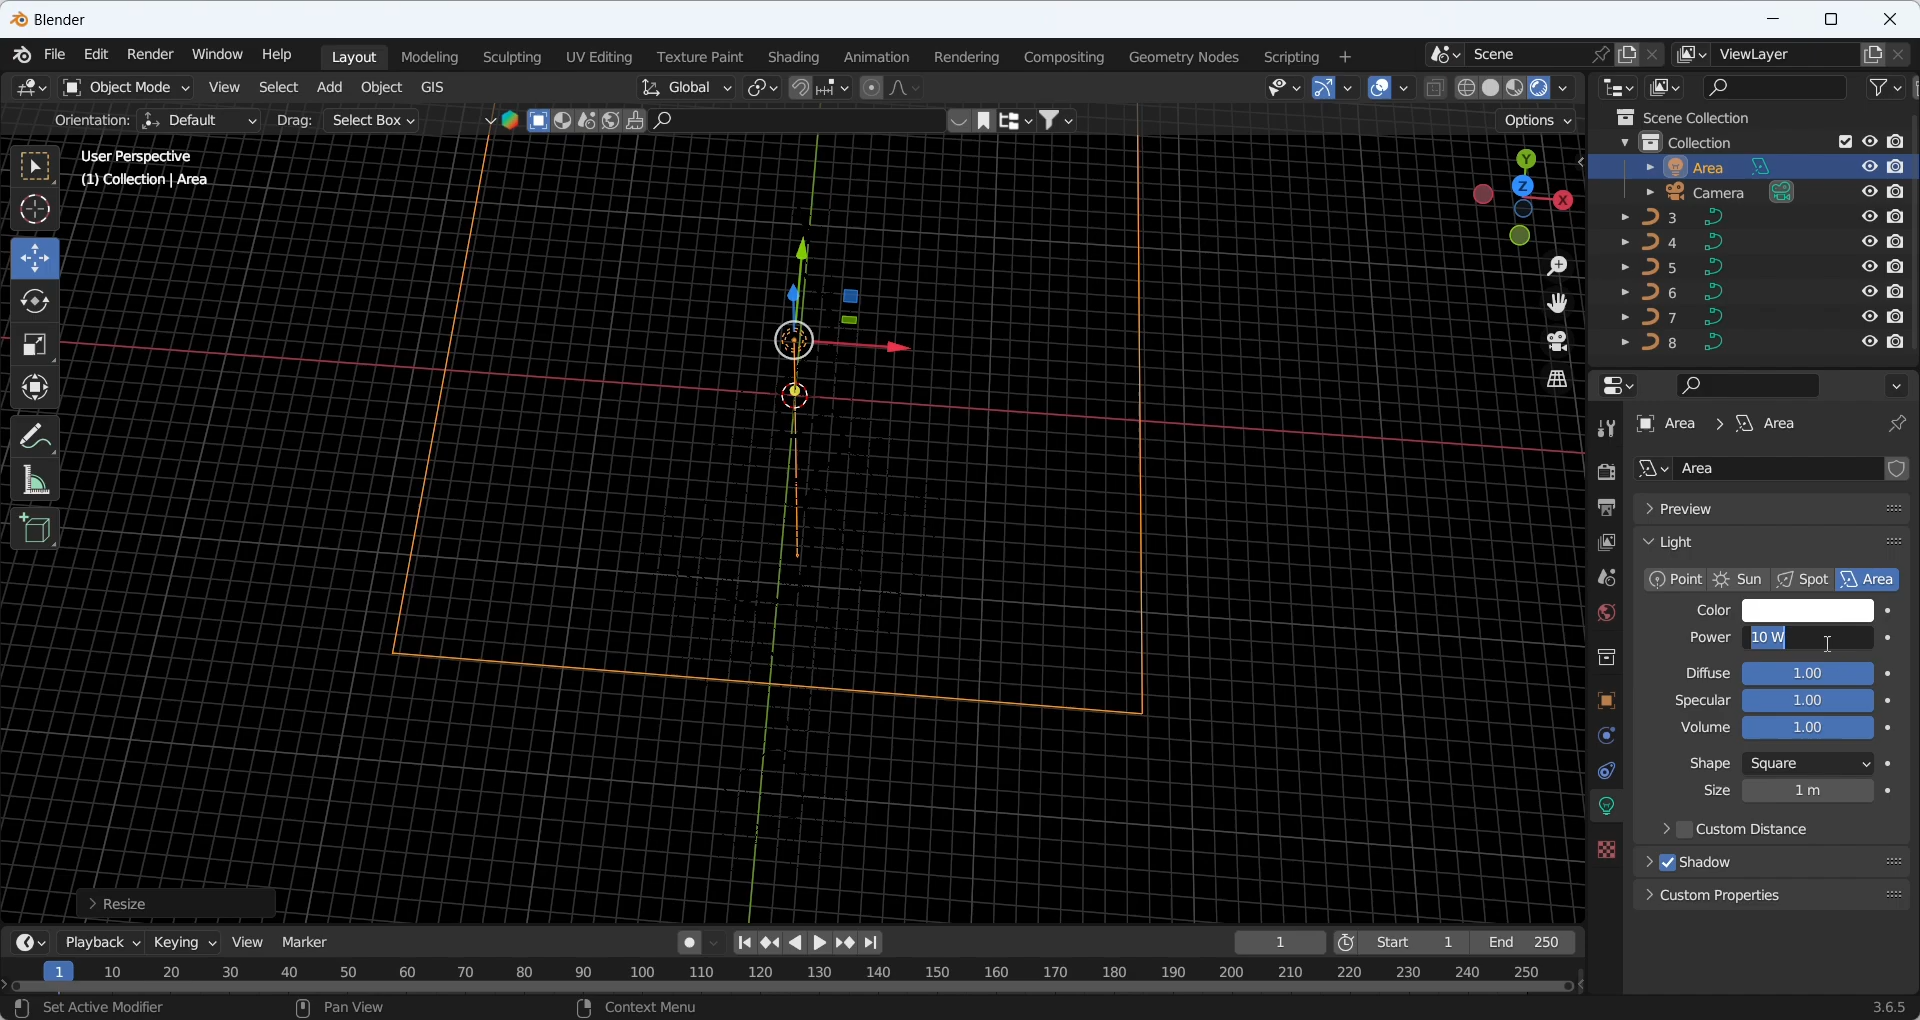 Blender
File Edit Render Window Help Layout Modeling Sculpting UV Editing Texture Paint Shading Animation Rendering Compositing Geometry Nodes Scripting + Scene ViewLayer
Object Mode View Select Add Object GIS Global
Orientation: Default Drag: Select Box Options
User Perspective
(1) Collection | Area
Y
Z
X
Scene Collection
Collection
Area
Camera
3
4
5
6
7
8
Area > Area
Area
Preview
Light
Point Sun Spot Area
Color
Power 10 W
Diffuse 1.00
Specular 1.00
Volume 1.00
Shape Square
Size 1 m
Custom Distance
Shadow
Custom Properties
Resize
Playback Keying View Marker 1 Start 1 End 250
1 10 20 30 40 50 60 70 80 90 100 110 120 130 140 150 160 170 180 190 200 210 220 230 240 250
Set Active Modifier Pan View Context Menu 3.6.5